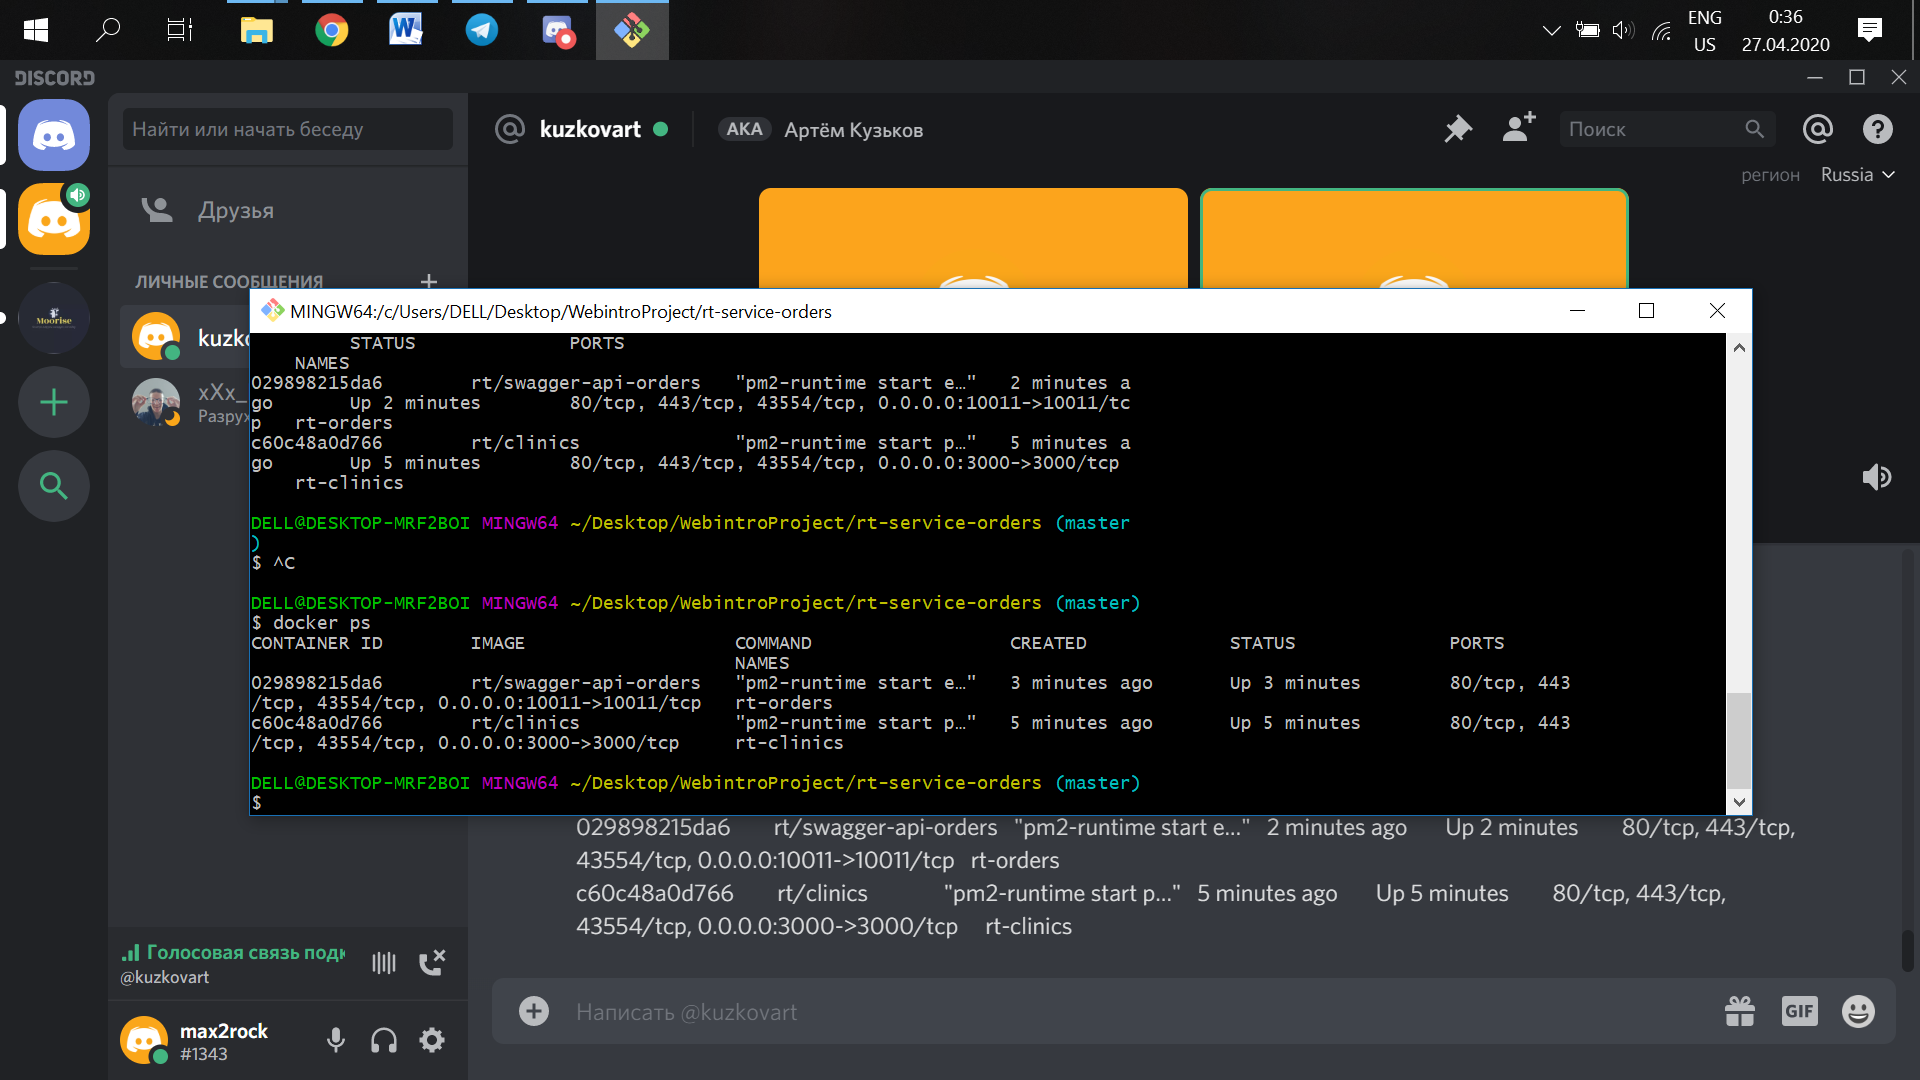 ENG
US
0:36
27.04.2020
DISCORD
Найти или начать беседу
kuzkovart
AKA
Артём Кузьков
Поиск
регион
Russia
Друзья
ЛИЧНЫЕ СООБЩЕНИЯ
Moorise
kuzko
xXx_
Разрух
MINGW64:/c/Users/DELL/Desktop/WebintroProject/rt-service-orders
STATUS PORTS
NAMES
029898215da6 rt/swagger-api-orders "pm2-runtime start e…" 2 minutes a
go Up 2 minutes 80/tcp, 443/tcp, 43554/tcp, 0.0.0.0:10011->10011/tc
p rt-orders
c60c48a0d766 rt/clinics "pm2-runtime start p…" 5 minutes a
go Up 5 minutes 80/tcp, 443/tcp, 43554/tcp, 0.0.0.0:3000->3000/tcp
rt-clinics
DELL@DESKTOP-MRF2BOI MINGW64 ~/Desktop/WebintroProject/rt-service-orders (master
)
$ ^C
DELL@DESKTOP-MRF2BOI MINGW64 ~/Desktop/WebintroProject/rt-service-orders (master)
$ docker ps
CONTAINER ID IMAGE COMMAND CREATED STATUS PORTS
NAMES
029898215da6 rt/swagger-api-orders "pm2-runtime start e…" 3 minutes ago Up 3 minutes 80/tcp, 443
/tcp, 43554/tcp, 0.0.0.0:10011->10011/tcp rt-orders
c60c48a0d766 rt/clinics "pm2-runtime start p…" 5 minutes ago Up 5 minutes 80/tcp, 443
/tcp, 43554/tcp, 0.0.0.0:3000->3000/tcp rt-clinics
DELL@DESKTOP-MRF2BOI MINGW64 ~/Desktop/WebintroProject/rt-service-orders (master)
$
029898215da6 rt/swagger-api-orders "pm2-runtime start e…" 2 minutes ago Up 2 minutes 80/tcp, 443/tcp,
43554/tcp, 0.0.0.0:10011->10011/tcp rt-orders
c60c48a0d766 rt/clinics "pm2-runtime start p…" 5 minutes ago Up 5 minutes 80/tcp, 443/tcp,
43554/tcp, 0.0.0.0:3000->3000/tcp rt-clinics
Голосовая связь подк
@kuzkovart
max2rock
#1343
Написать @kuzkovart
GIF